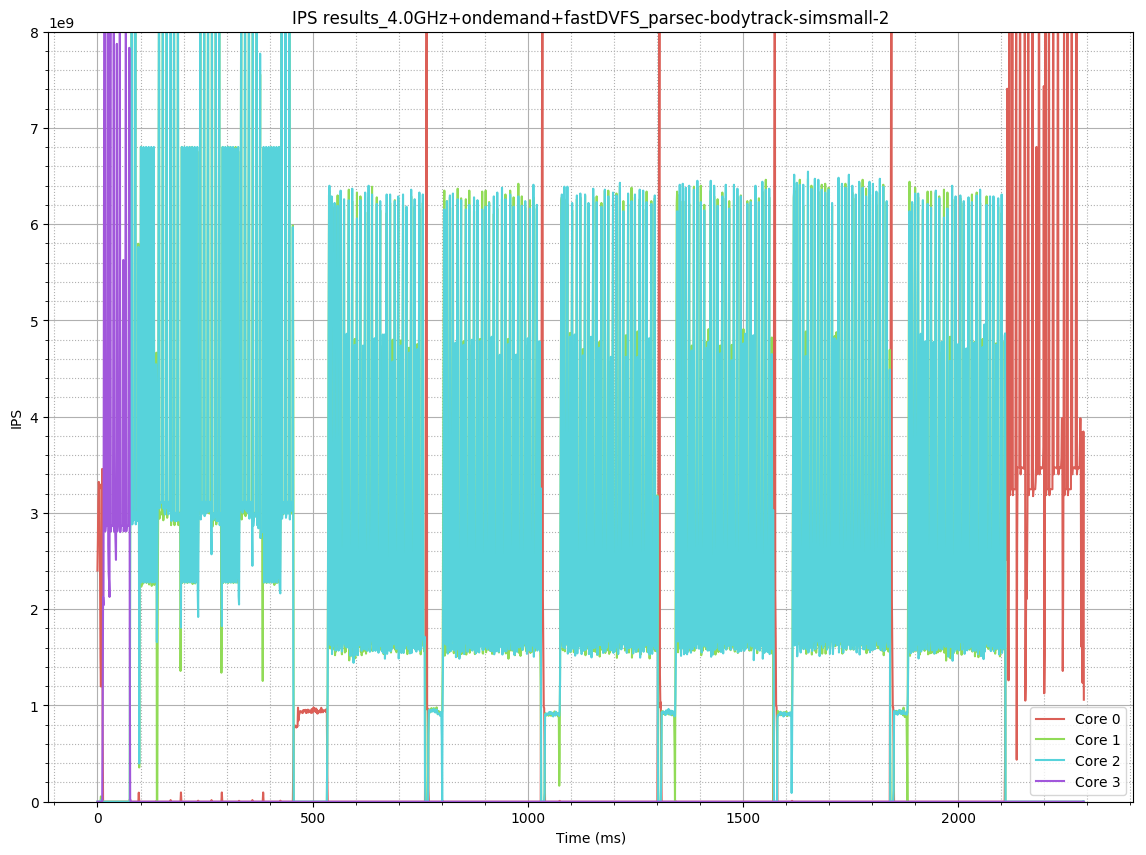 IPS results_4.0GHz+ondemand+fastDVFS_parsec-bodytrack-simsmall-2
1e9
8
7
6
5
4
3
2
1
0
IPS
0 500 1000 1500 2000
Time (ms)
Core 0
Core 1
Core 2
Core 3